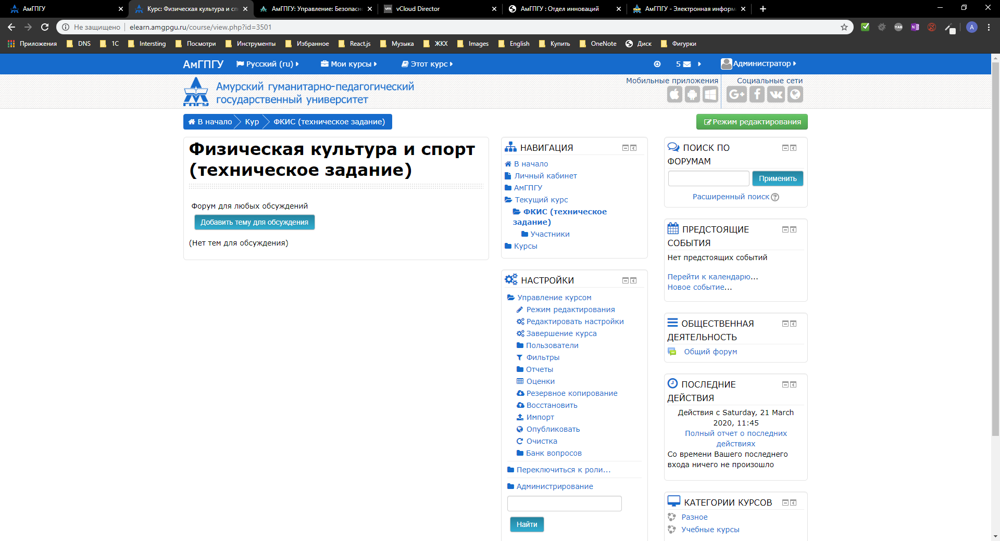 АмГПГУ
Курс: Физическая культура и сп
АмГПГУ: Управление: Безопасн
vCloud Director
АмГПГУ : Отдел инноваций
АмГПГУ - Электронная информ
Не защищено
elearn.amgpgu.ru/course/view.php?id=3501
Приложения
DNS
1С
Intersting
Посмотри
Инструменты
Избранное
React.js
Музыка
ЖКХ
Images
English
Купить
OneNote
Диск
Фигурки
АмГПГУ
Русский (ru)
Мои курсы
Этот курс
5
Администратор
Амурский гуманитарно-педагогический
государственный университет
Мобильные приложения
Социальные сети
В начало
Кур
ФКИС (техническое задание)
Режим редактирования
Физическая культура и спорт
(техническое задание)
Форум для любых обсуждений
Добавить тему для обсуждения
(Нет тем для обсуждения)
НАВИГАЦИЯ
В начало
Личный кабинет
АмГПГУ
Текущий курс
ФКИС (техническое
задание)
Участники
Курсы
НАСТРОЙКИ
Управление курсом
Режим редактирования
Редактировать настройки
Завершение курса
Пользователи
Фильтры
Отчеты
Оценки
Резервное копирование
Восстановить
Импорт
Опубликовать
Очистка
Банк вопросов
Переключиться к роли...
Администрирование
Найти
ПОИСК ПО
ФОРУМАМ
Применить
Расширенный поиск
ПРЕДСТОЯЩИЕ
СОБЫТИЯ
Нет предстоящих событий
Перейти к календарю...
Новое событие...
ОБЩЕСТВЕННАЯ
ДЕЯТЕЛЬНОСТЬ
Общий форум
ПОСЛЕДНИЕ
ДЕЙСТВИЯ
Действия с Saturday, 21 March
2020, 11:45
Полный отчет о последних
действиях
Со времени Вашего последнего
входа ничего не произошло
КАТЕГОРИИ КУРСОВ
Разное
Учебные курсы